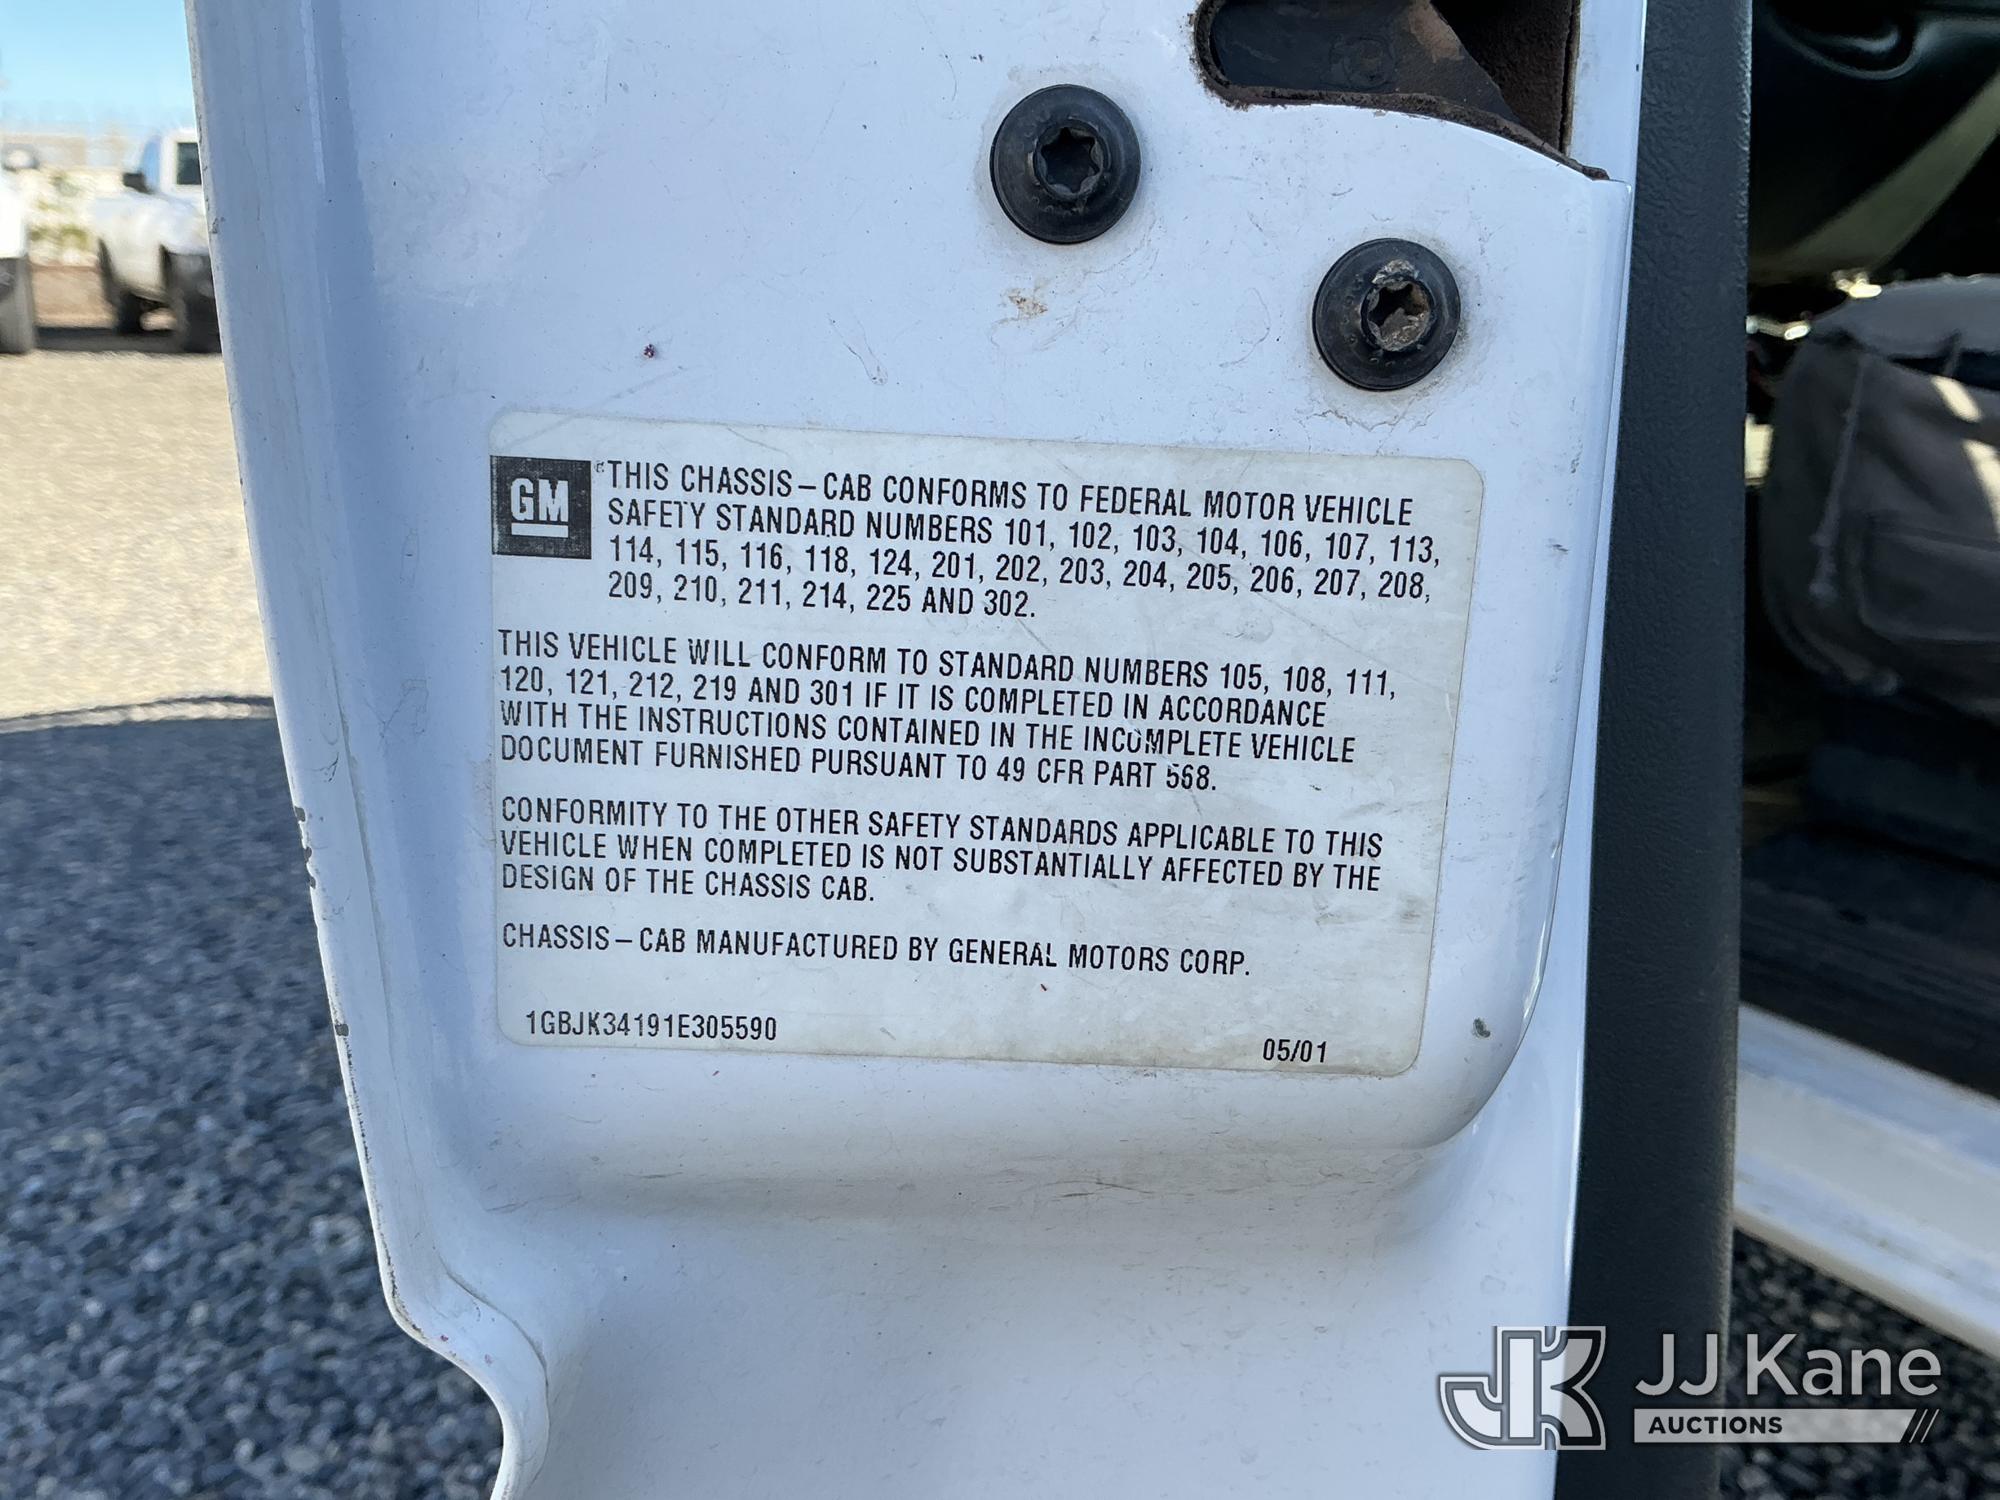 GM
THIS CHASSIS–CAB CONFORMS TO FEDERAL MOTOR VEHICLE
SAFETY STANDARD NUMBERS 101, 102, 103, 104, 106, 107, 113,
114, 115, 116, 118, 124, 201, 202, 203, 204, 205, 206, 207, 208,
209, 210, 211, 214, 225 AND 302.
THIS VEHICLE WILL CONFORM TO STANDARD NUMBERS 105, 108, 111,
120, 121, 212, 219 AND 301 IF IT IS COMPLETED IN ACCORDANCE
WITH THE INSTRUCTIONS CONTAINED IN THE INCOMPLETE VEHICLE
DOCUMENT FURNISHED PURSUANT TO 49 CFR PART 568.
CONFORMITY TO THE OTHER SAFETY STANDARDS APPLICABLE TO THIS
VEHICLE WHEN COMPLETED IS NOT SUBSTANTIALLY AFFECTED BY THE
DESIGN OF THE CHASSIS CAB.
CHASSIS–CAB MANUFACTURED BY GENERAL MOTORS CORP.
1GBJK34191E305590 05/01
JK JJ Kane
AUCTIONS